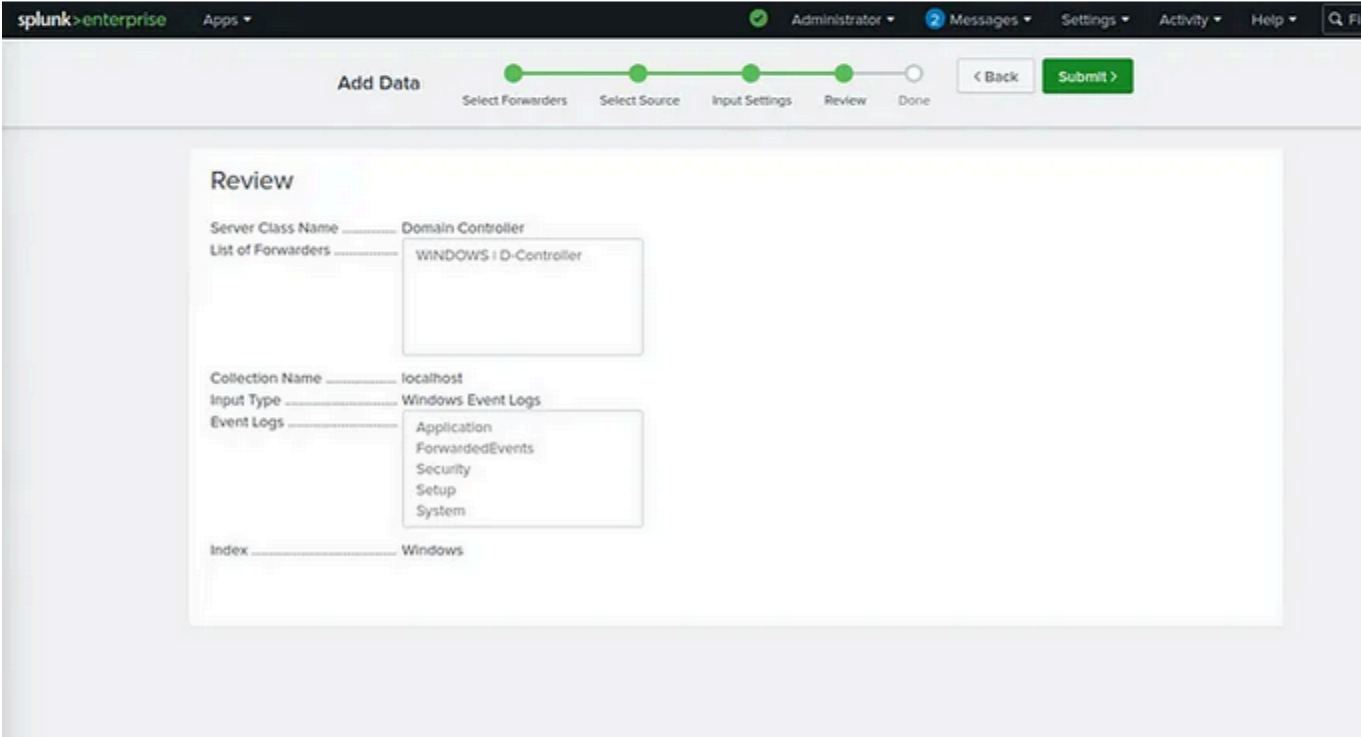 splunk>enterprise Apps Administrator 2 Messages Settings Activity Help Fi
Add Data
Select Forwarders Select Source Input Settings Review Done
< Back Submit >
Review
Server Class Name Domain Controller
List of Forwarders WINDOWS | D-Controller
Collection Name localhost
Input Type Windows Event Logs
Event Logs Application
ForwardedEvents
Security
Setup
System
Index Windows